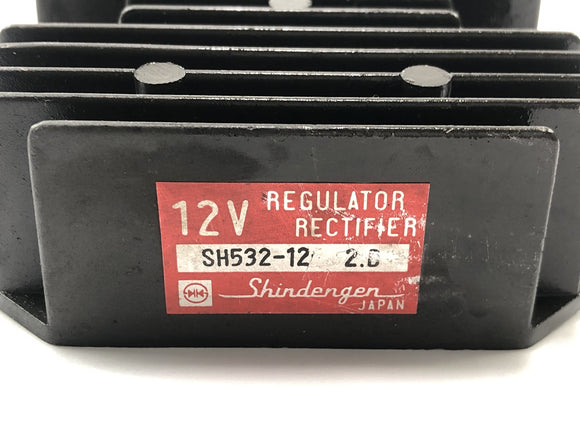 12V REGULATOR
RECTIFIER
SH532-12
Shindengen
JAPAN